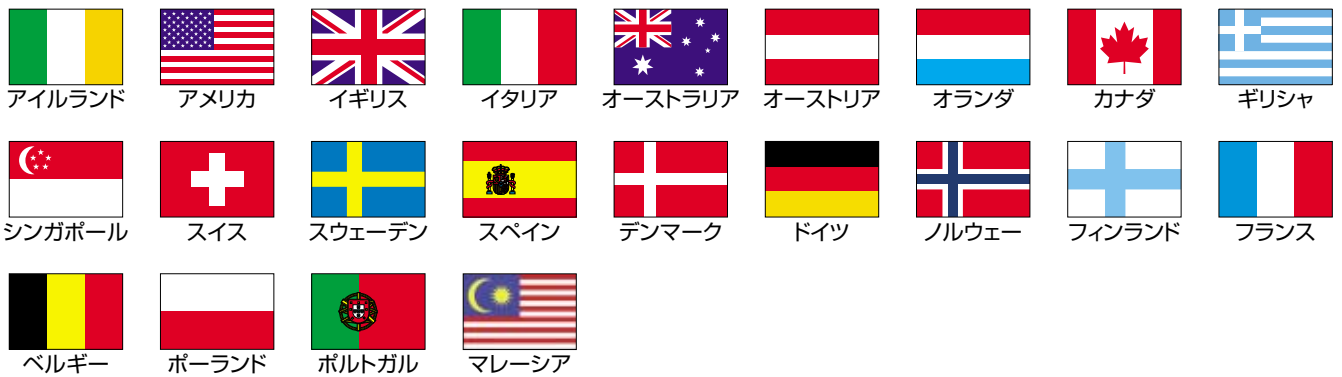 アイルランド
アメリカ
イギリス
イタリア
オーストラリア
オーストリア
オランダ
カナダ
ギリシャ
シンガポール
スイス
スウェーデン
スペイン
デンマーク
ドイツ
ノルウェー
フィンランド
フランス
ベルギー
ポーランド
ポルトガル
マレーシア